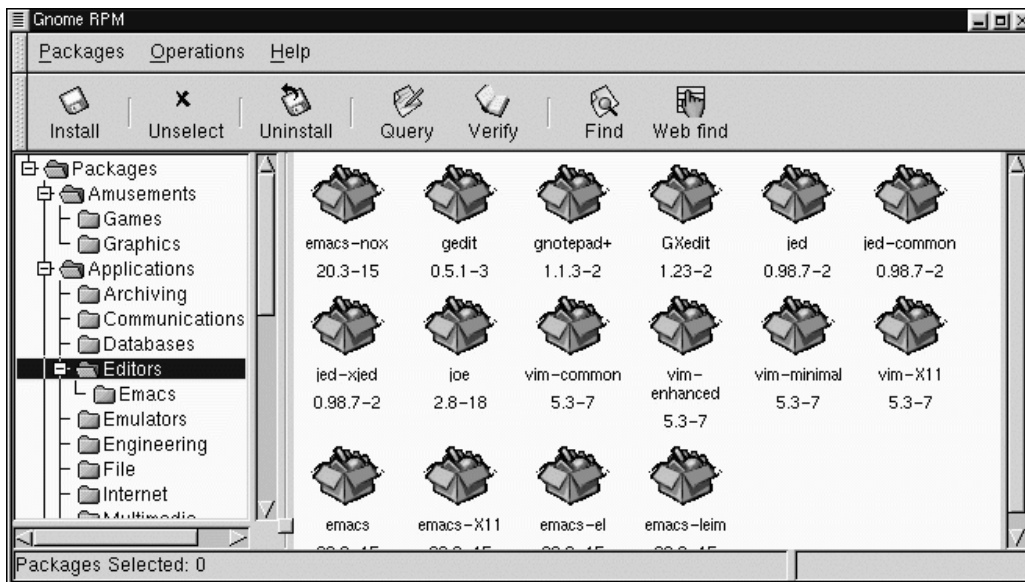 Gnome RPM
Packages Operations Help
Install Unselect Uninstall Query Verify Find Web find
Packages
Amusements
Games
Graphics
Applications
Archiving
Communications
Databases
Editors
Emacs
Emulators
Engineering
File
Internet
emacs-nox gedit gnotepad+ GXedit jed jed-common
20.3-15 0.5.1-3 1.1.3-2 1.23-2 0.98.7-2 0.98.7-2
jed-xjed joe vim-common vim-enhanced vim-minimal vim-X11
0.98.7-2 2.8-18 5.3-7 5.3-7 5.3-7 5.3-7
emacs emacs-X11 emacs-el emacs-leim
Packages Selected: 0